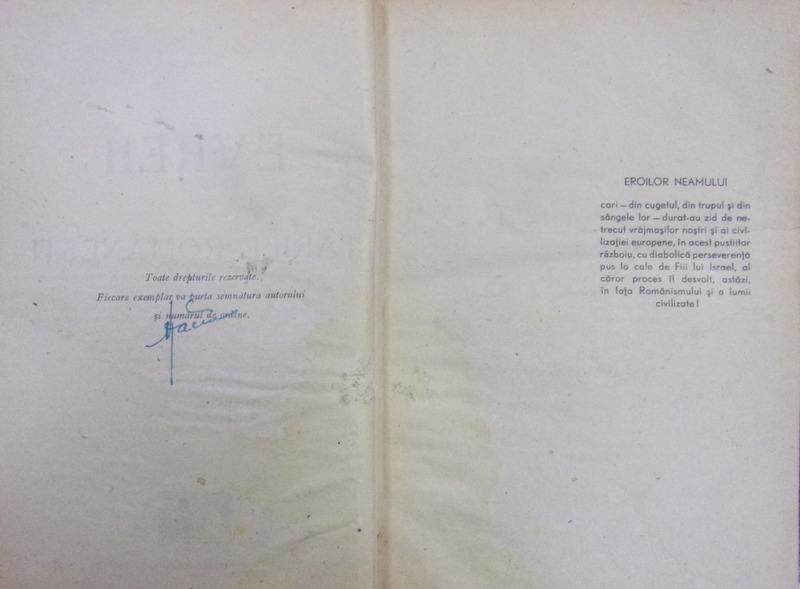 Toate drepturile rezervate.
Fiecare exemplar va purta semnătura autorului
și numărul de ordine.
EROILOR NEAMULUI
cari — din cugetul, din trupul și din
sângele lor — durat-au zid de ne-
trecut vrăjmașilor noștri și ai civi-
lizației europene, în acest pustiitor
războiu, cu diabolică perseverență
pus la cale de Fiii lui Israel, al
căror proces îl desvolt, astăzi,
în fața Românismului și a lumii
civilizate!